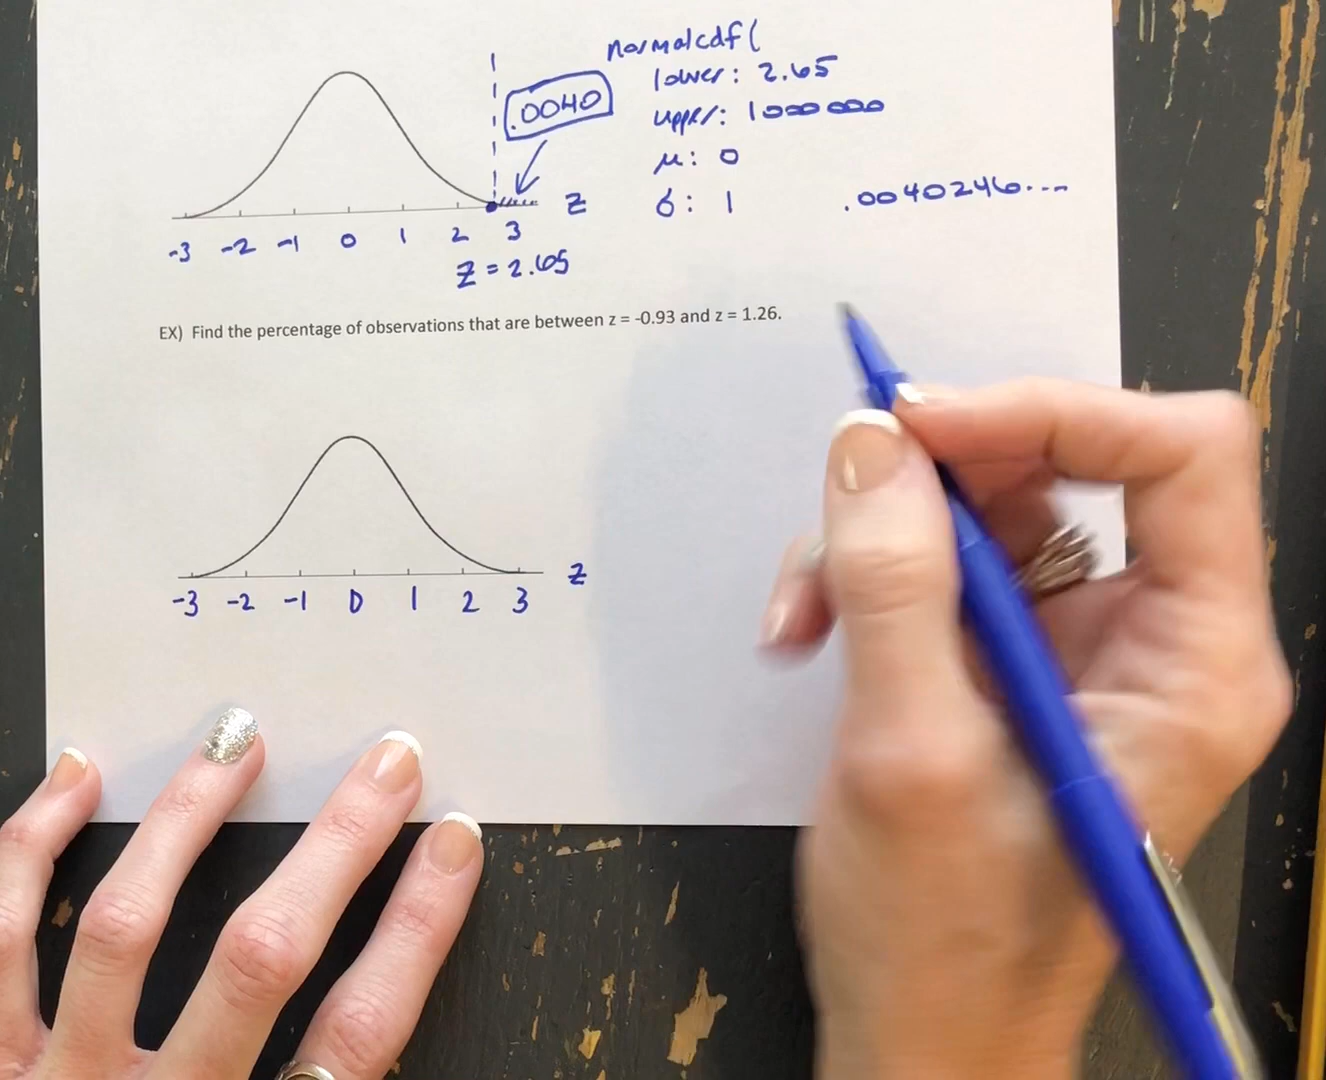 normalcdf(
lower: 2.65
.0040
upper: 1000000
μ: 0
σ: 1
.0040246...
z
-3 -2 -1 0 1 2 3
z = 2.65
EX) Find the percentage of observations that are between z = -0.93 and z = 1.26.
z
-3 -2 -1 0 1 2 3